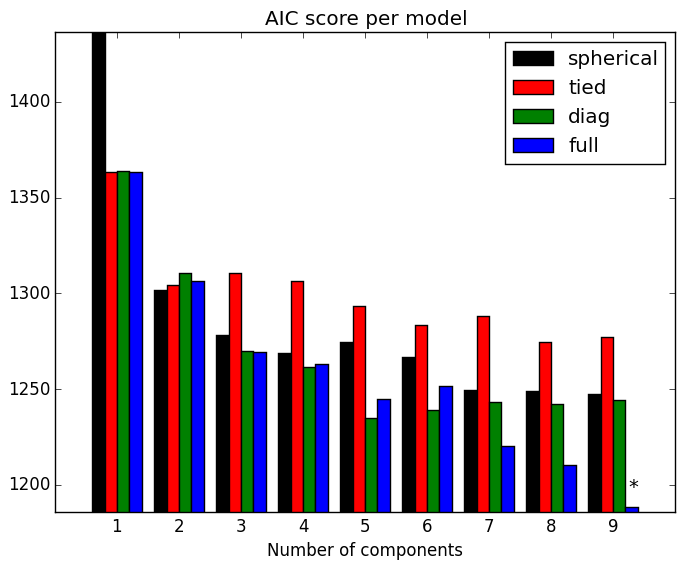 AIC score per model
1400
1350
1300
1250
1200
spherical
tied
diag
full
*
1 2 3 4 5 6 7 8 9
Number of components